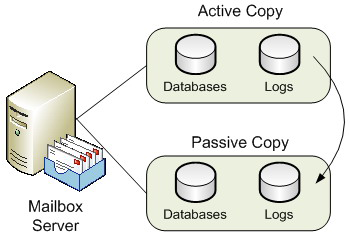 Active Copy
Databases
Logs
Passive Copy
Databases
Logs
Mailbox
Server